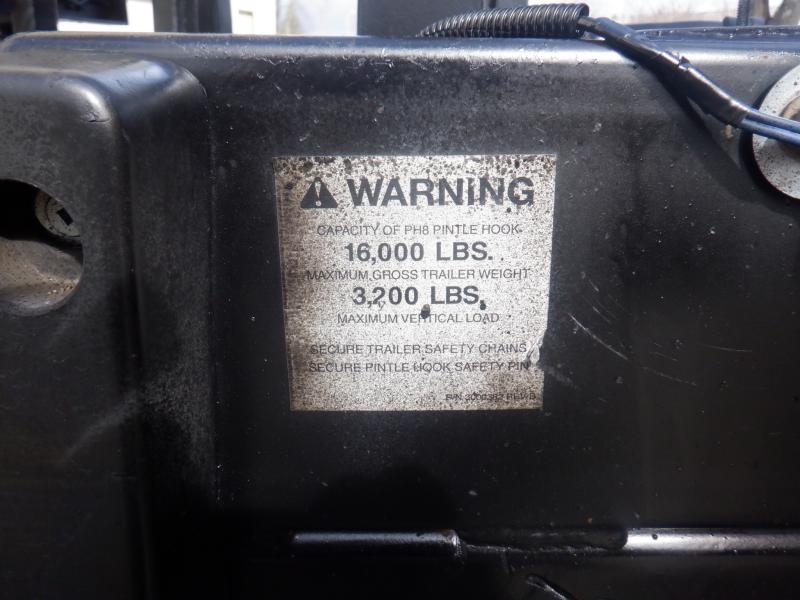 WARNING
CAPACITY OF PH8 PINTLE HOOK
16,000 LBS.
MAXIMUM GROSS TRAILER WEIGHT
3,200 LBS.
MAXIMUM VERTICAL LOAD
SECURE TRAILER SAFETY CHAINS
SECURE PINTLE HOOK SAFETY PIN
P/N